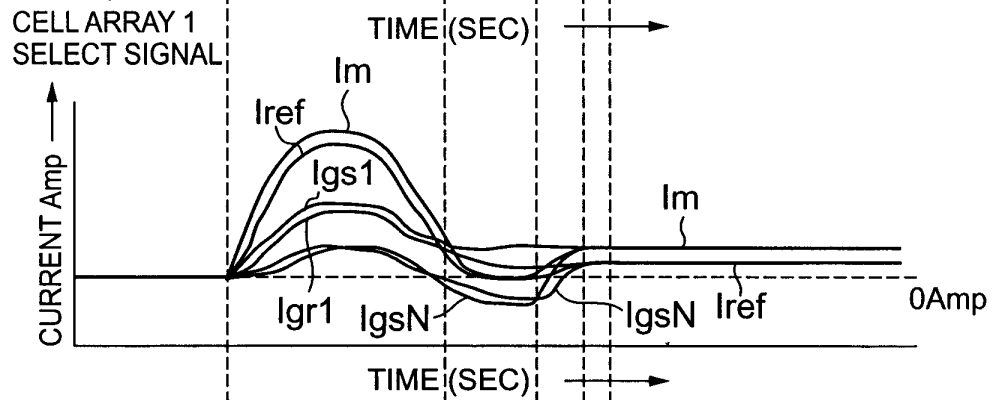 CELL ARRAY 1
SELECT SIGNAL
TIME (SEC)
Im
Iref
Igs1
Im
CURRENT Amp
Igr1
IgsN
IgsN
Iref
0Amp
TIME (SEC)